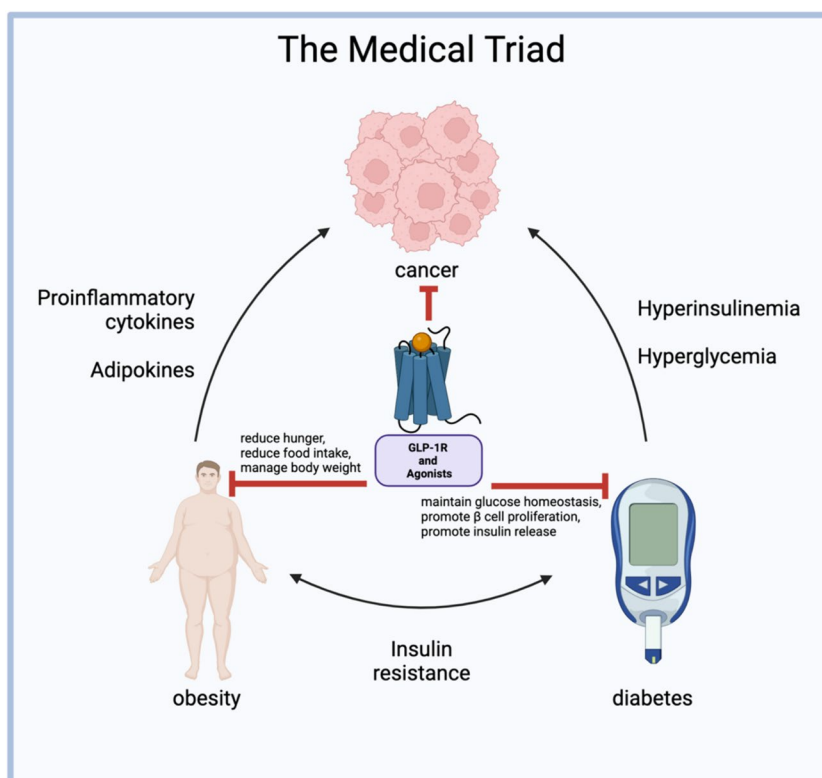 The Medical Triad
cancer
Proinflammatory
cytokines
Adipokines
Hyperinsulinemia
Hyperglycemia
GLP-1R
and
Agonists
reduce hunger,
reduce food intake,
manage body weight
maintain glucose homeostasis,
promote β cell proliferation,
promote insulin release
Insulin
resistance
obesity
diabetes